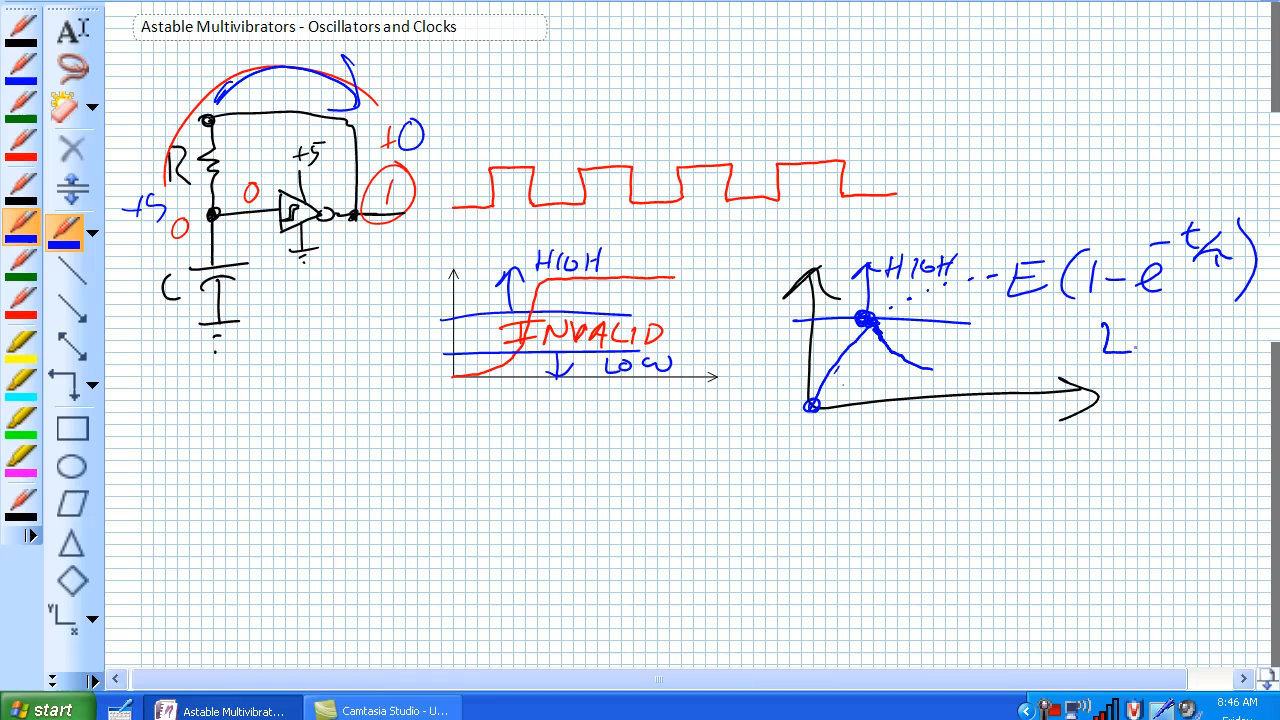 Astable Multivibrators - Oscillators and Clocks
+0
R
+5
0
1
+5
0
C
HIGH
INVALID
LOW
HIGH
E(1-e^-t/
2
start
Astable Multivibrat...
Camtasia Studio - U...
8:46 AM
Friday